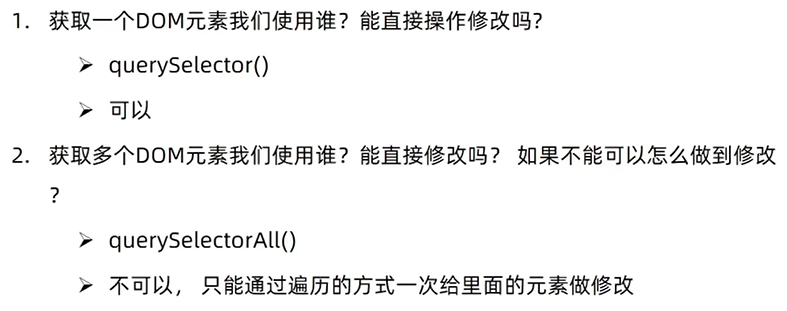 1. 获取一个DOM元素我们使用谁？能直接操作修改吗?
➢ querySelector()
➢ 可以
2. 获取多个DOM元素我们使用谁？能直接修改吗？ 如果不能可以怎么做到修改
？
➢ querySelectorAll()
➢ 不可以， 只能通过遍历的方式一次给里面的元素做修改